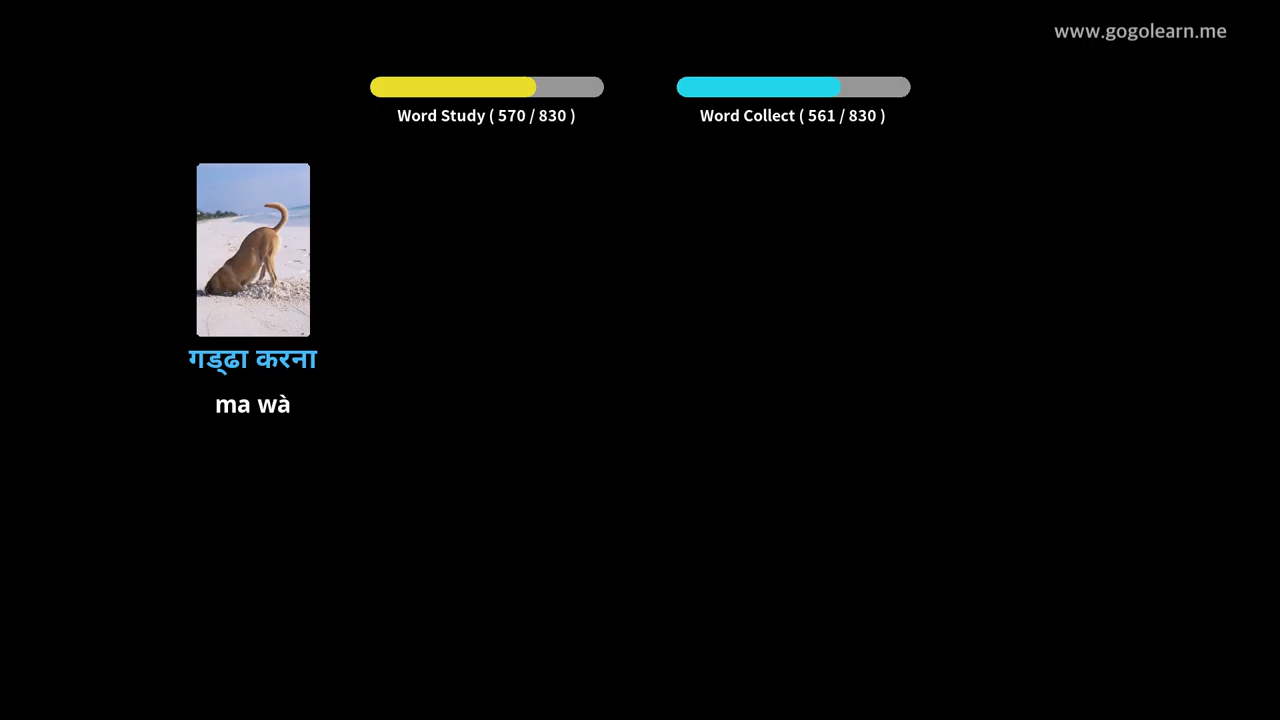 www.gogolearn.me
Word Study ( 570 / 830 )
Word Collect ( 561 / 830 )
गड्ढा करना
ma wà